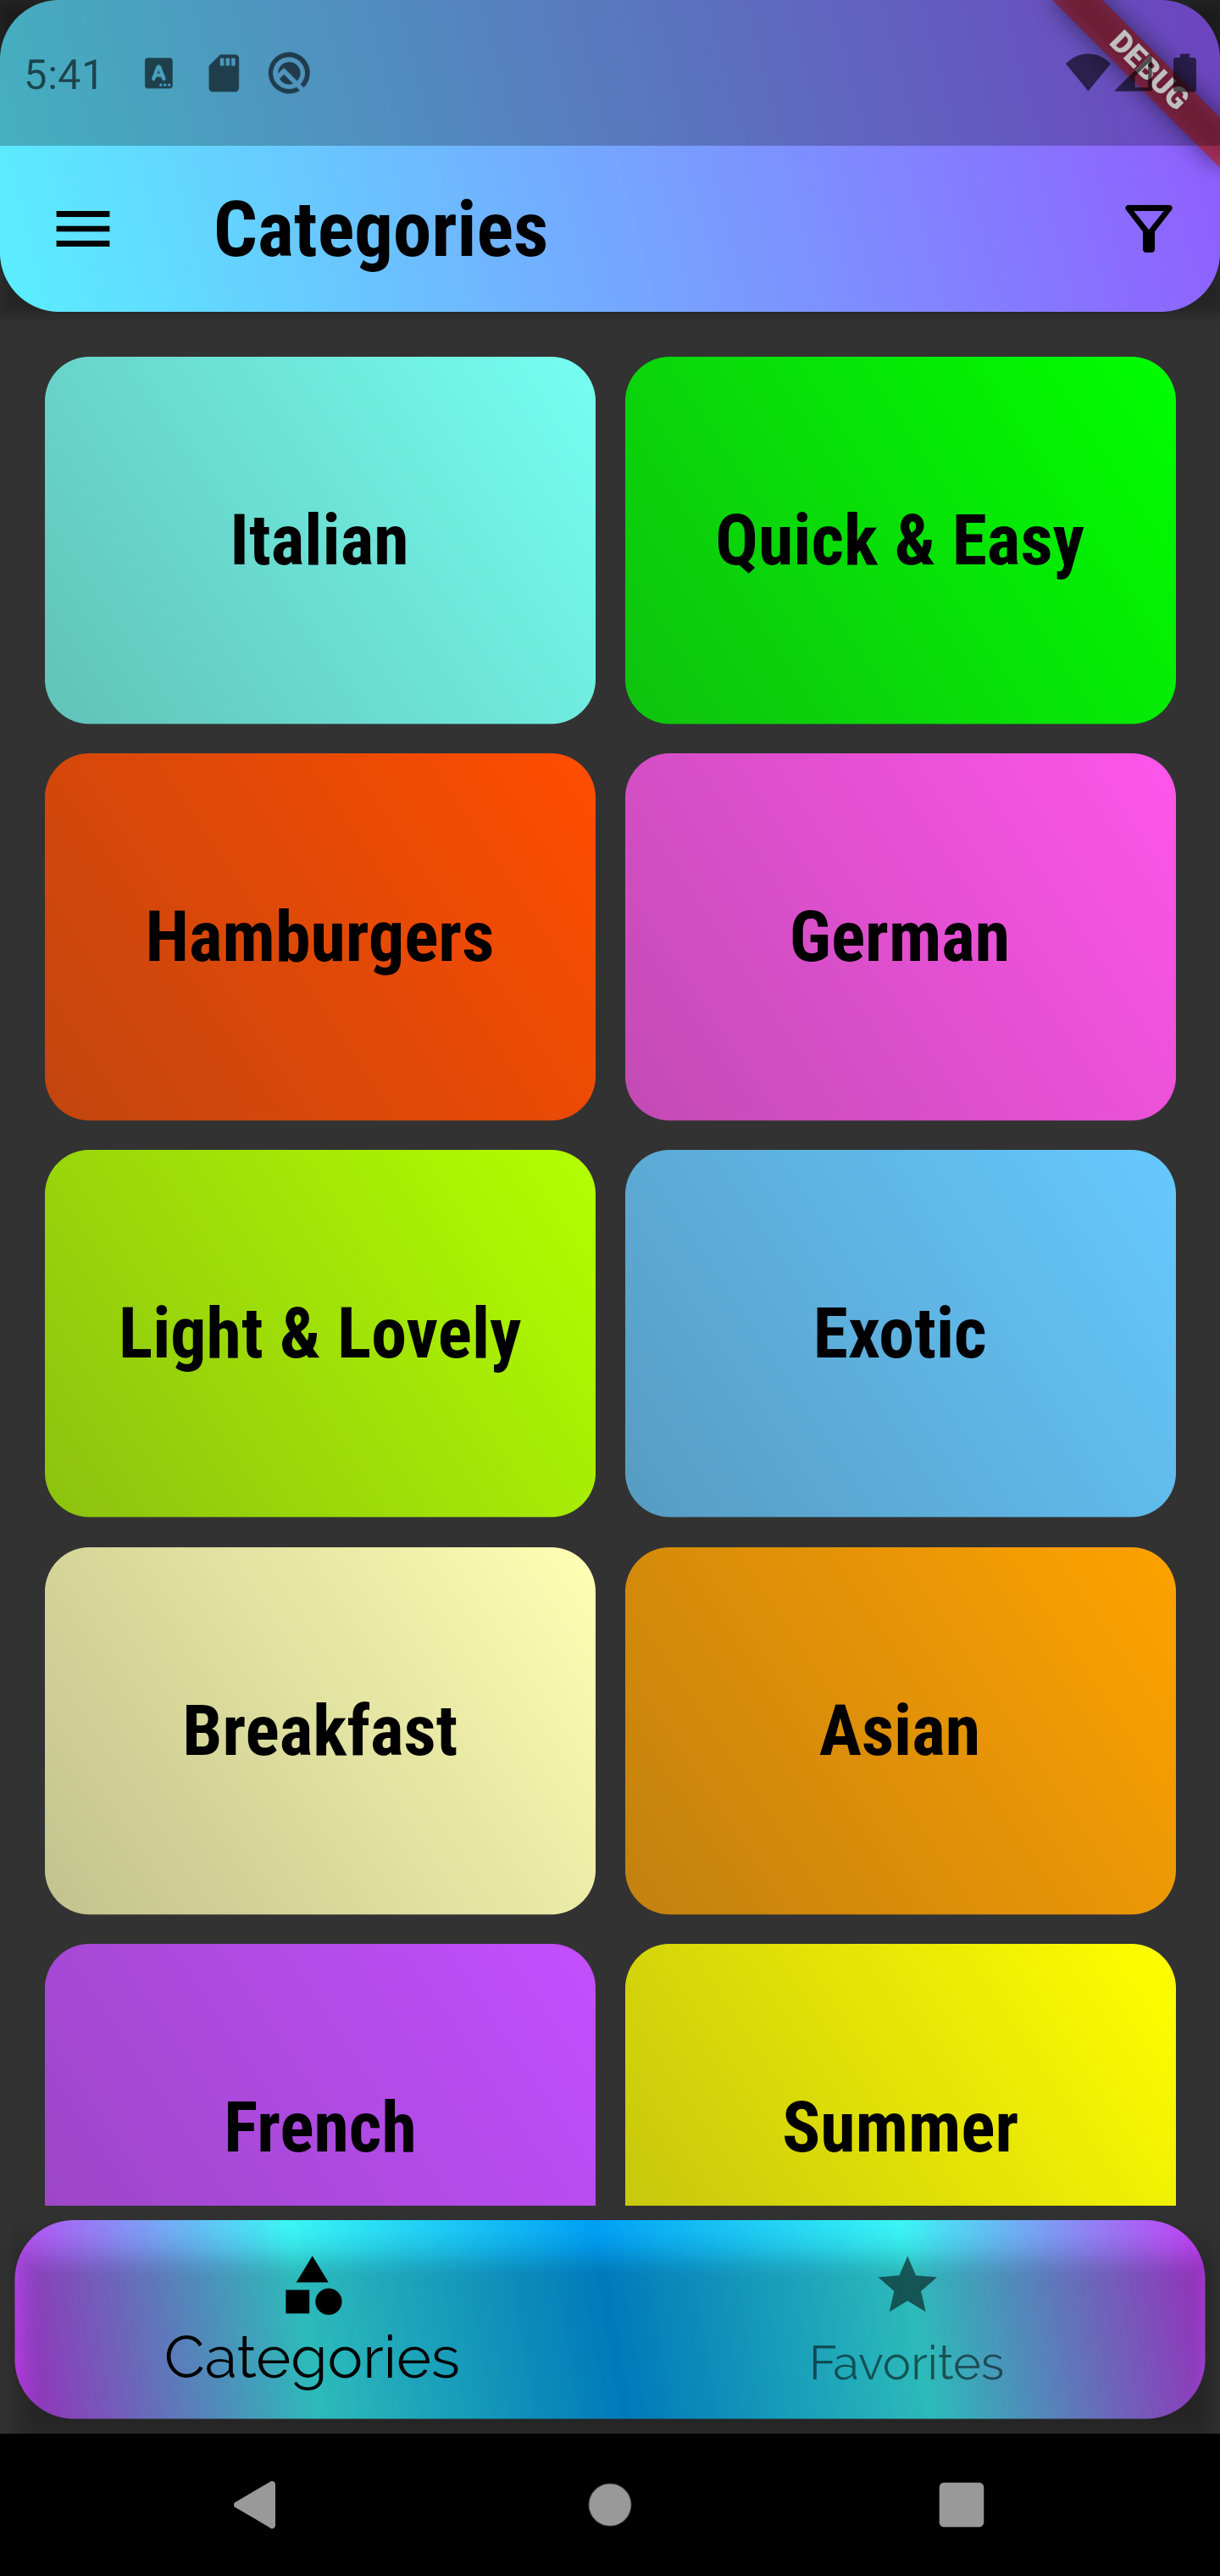 5:41
DEBUG
Categories
Italian
Quick & Easy
Hamburgers
German
Light & Lovely
Exotic
Breakfast
Asian
French
Summer
Categories
Favorites